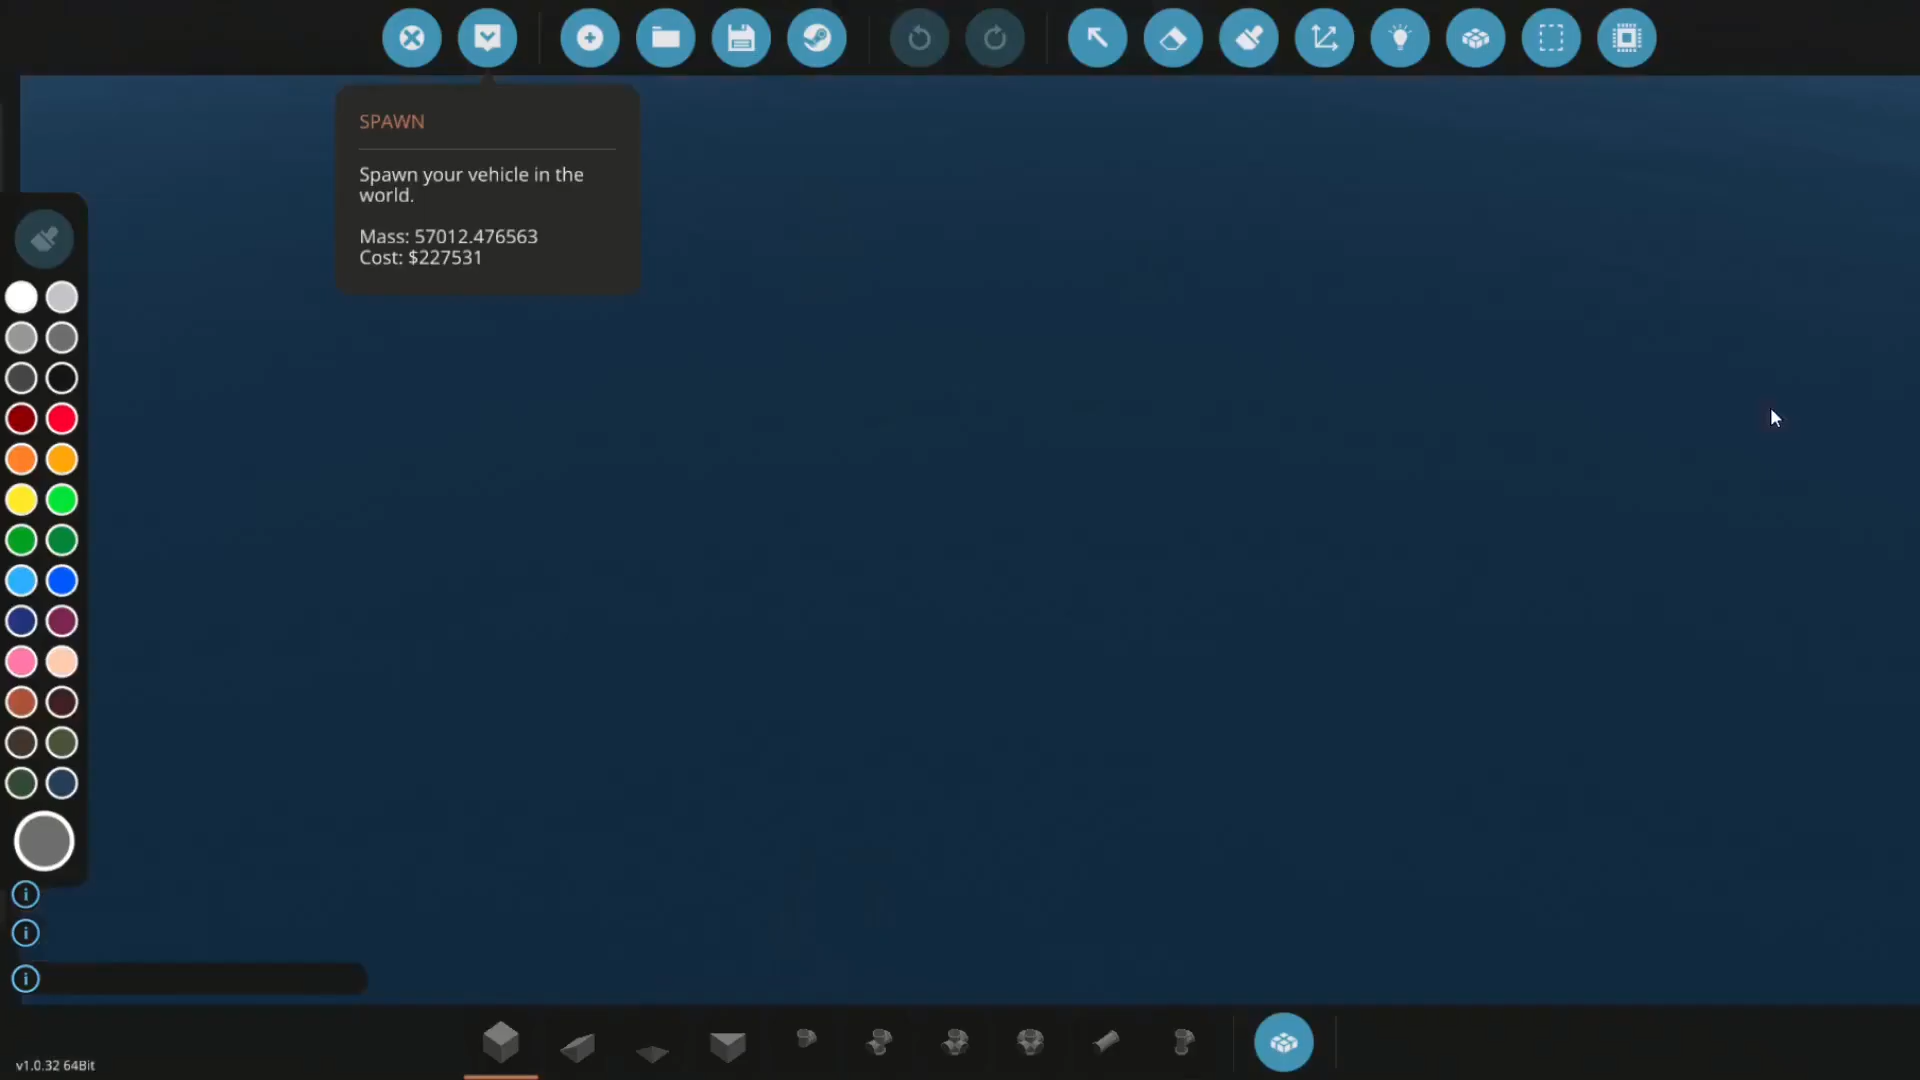 SPAWN
Spawn your vehicle in the
world.
Mass: 57012.476563
Cost: $227531
v1.0.32 64Bit